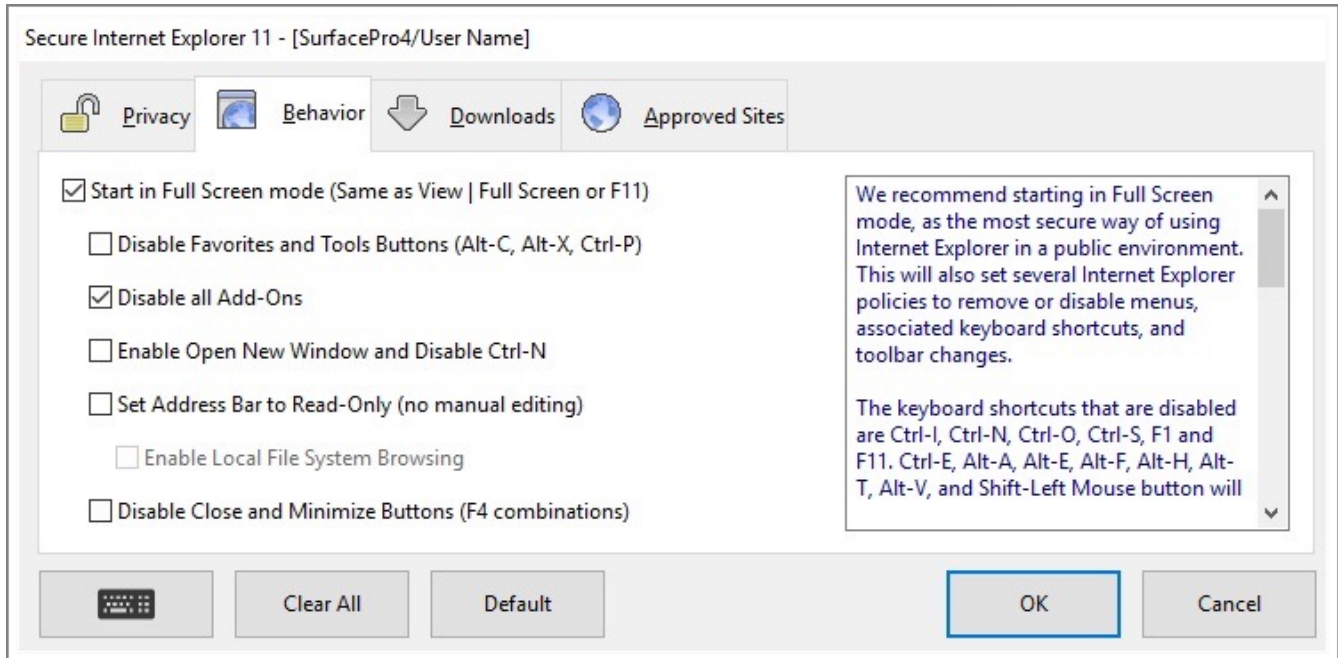 Secure Internet Explorer 11 - [SurfacePro4/User Name]
Privacy
Behavior
Downloads
Approved Sites
Start in Full Screen mode (Same as View | Full Screen or F11)
Disable Favorites and Tools Buttons (Alt-C, Alt-X, Ctrl-P)
Disable all Add-Ons
Enable Open New Window and Disable Ctrl-N
Set Address Bar to Read-Only (no manual editing)
Enable Local File System Browsing
Disable Close and Minimize Buttons (F4 combinations)
We recommend starting in Full Screen
mode, as the most secure way of using
Internet Explorer in a public environment.
This will also set several Internet Explorer
policies to remove or disable menus,
associated keyboard shortcuts, and
toolbar changes.
The keyboard shortcuts that are disabled
are Ctrl-I, Ctrl-N, Ctrl-O, Ctrl-S, F1 and
F11. Ctrl-E, Alt-A, Alt-E, Alt-F, Alt-H, Alt-
T, Alt-V, and Shift-Left Mouse button will
Clear All
Default
OK
Cancel